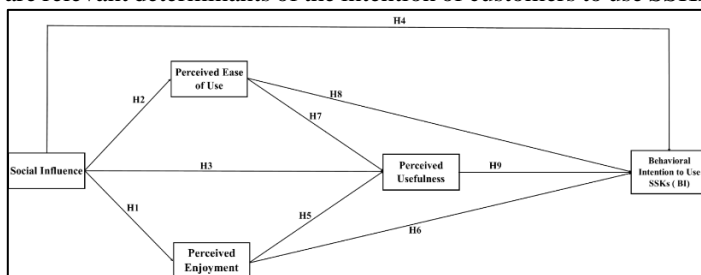 are relevant determinants of the intention of customers to use SSKs.
H4
Perceived Ease
of Use
H2
H8
H7
Social Influence
H3
Perceived
Usefulness
H9
Behavioral
Intention to Use
SSKs ( BI)
H1
H5
H6
Perceived
Enjoyment